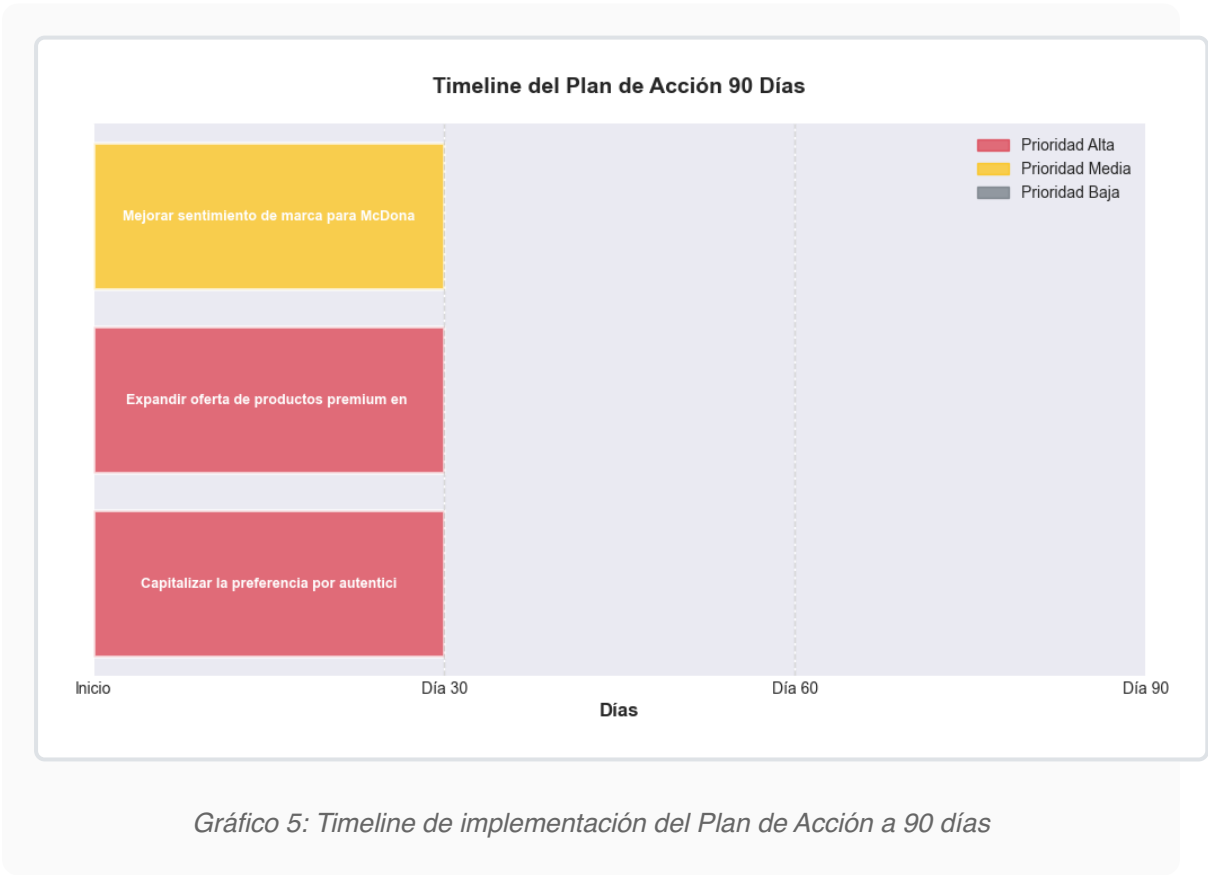 Timeline del Plan de Acción 90 Días
Prioridad Alta
Prioridad Media
Prioridad Baja
Mejorar sentimiento de marca para McDona
Expandir oferta de productos premium en
Capitalizar la preferencia por autentici
Inicio
Día 30
Día 60
Día 90
Días
Gráfico 5: Timeline de implementación del Plan de Acción a 90 días